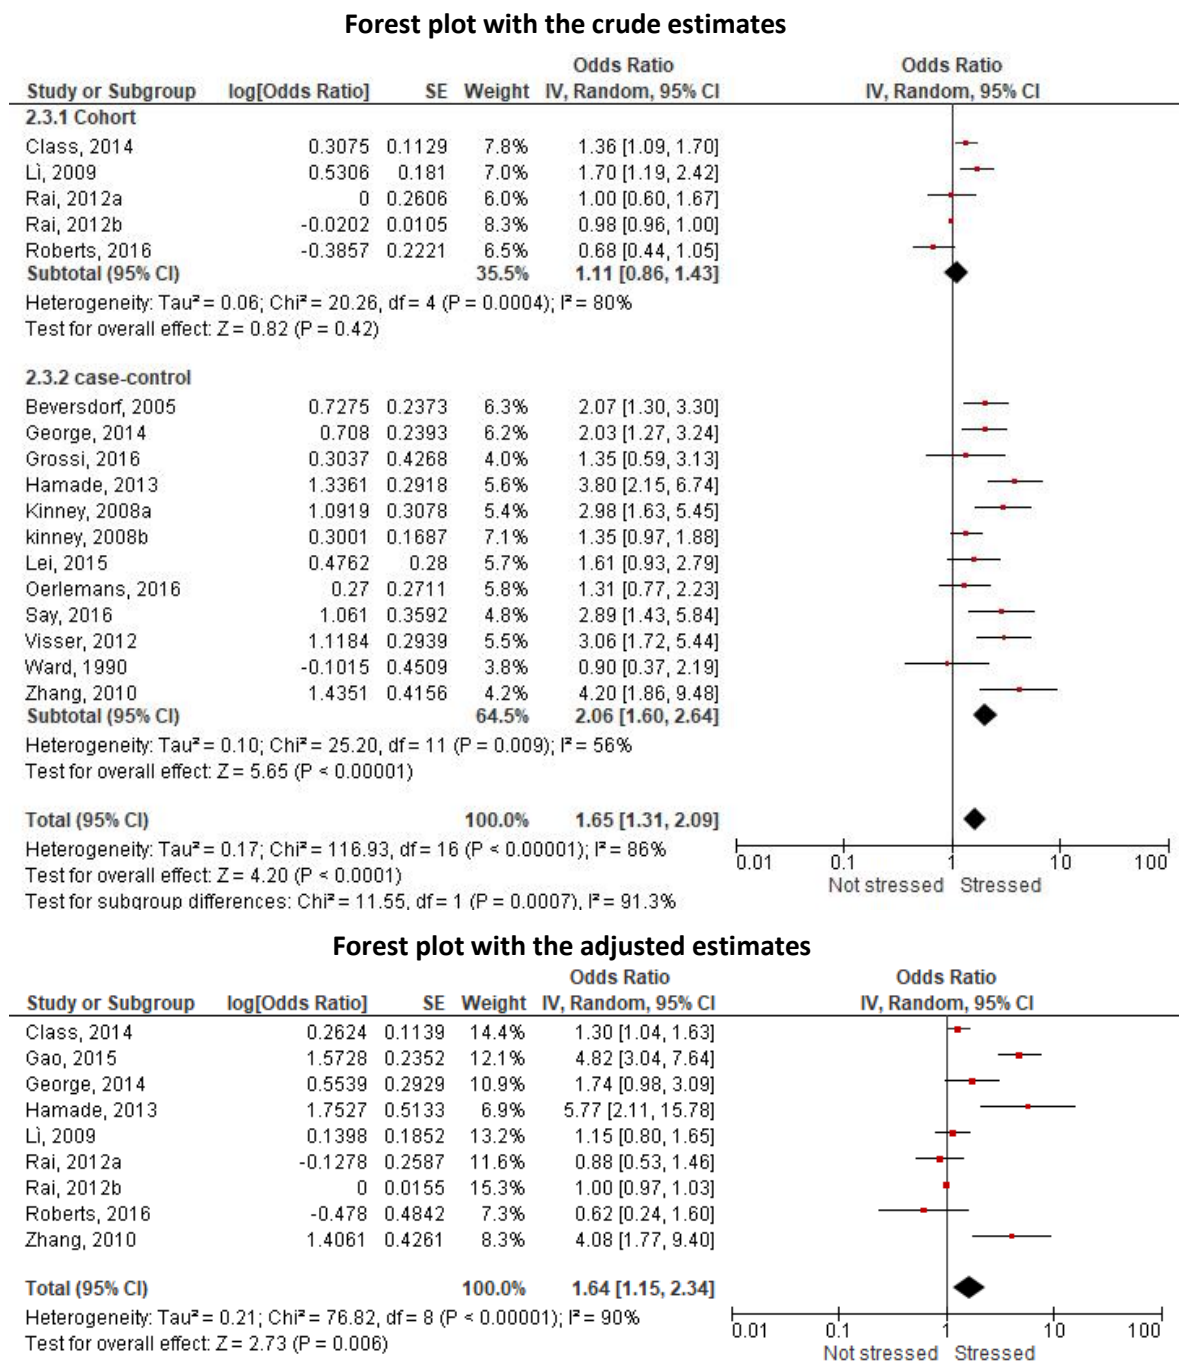 Forest plot with the crude estimates
Odds Ratio Odds Ratio
Study or Subgroup log[Odds Ratio] SE Weight IV, Random, 95% CI IV, Random, 95% CI
2.3.1 Cohort
Class, 2014 0.3075 0.1129 7.8% 1.36 [1.09, 1.70]
Lì, 2009 0.5306 0.181 7.0% 1.70 [1.19, 2.42]
Rai, 2012a 0 0.2606 6.0% 1.00 [0.60, 1.67]
Rai, 2012b -0.0202 0.0105 8.3% 0.98 [0.96, 1.00]
Roberts, 2016 -0.3857 0.2221 6.5% 0.68 [0.44, 1.05]
Subtotal (95% CI) 35.5% 1.11 [0.86, 1.43]
Heterogeneity: Tau² = 0.06; Chi² = 20.26, df = 4 (P = 0.0004); I² = 80%
Test for overall effect: Z = 0.82 (P = 0.42)
2.3.2 case-control
Beversdorf, 2005 0.7275 0.2373 6.3% 2.07 [1.30, 3.30]
George, 2014 0.708 0.2393 6.2% 2.03 [1.27, 3.24]
Grossi, 2016 0.3037 0.4268 4.0% 1.35 [0.59, 3.13]
Hamade, 2013 1.3361 0.2918 5.6% 3.80 [2.15, 6.74]
Kinney, 2008a 1.0919 0.3078 5.4% 2.98 [1.63, 5.45]
kinney, 2008b 0.3001 0.1687 7.1% 1.35 [0.97, 1.88]
Lei, 2015 0.4762 0.28 5.7% 1.61 [0.93, 2.79]
Oerlemans, 2016 0.27 0.2711 5.8% 1.31 [0.77, 2.23]
Say, 2016 1.061 0.3592 4.8% 2.89 [1.43, 5.84]
Visser, 2012 1.1184 0.2939 5.5% 3.06 [1.72, 5.44]
Ward, 1990 -0.1015 0.4509 3.8% 0.90 [0.37, 2.19]
Zhang, 2010 1.4351 0.4156 4.2% 4.20 [1.86, 9.48]
Subtotal (95% CI) 64.5% 2.06 [1.60, 2.64]
Heterogeneity: Tau² = 0.10; Chi² = 25.20, df = 11 (P = 0.009); I² = 56%
Test for overall effect: Z = 5.65 (P < 0.00001)
Total (95% CI) 100.0% 1.65 [1.31, 2.09]
Heterogeneity: Tau² = 0.17; Chi² = 116.93, df = 16 (P < 0.00001); I² = 86%
0.01 0.1 1 10 100
Test for overall effect: Z = 4.20 (P < 0.0001)
Not stressed Stressed
Test for subgroup differences: Chi² = 11.55, df = 1 (P = 0.0007), I² = 91.3%
Forest plot with the adjusted estimates
Odds Ratio Odds Ratio
Study or Subgroup log[Odds Ratio] SE Weight IV, Random, 95% CI IV, Random, 95% CI
Class, 2014 0.2624 0.1139 14.4% 1.30 [1.04, 1.63]
Gao, 2015 1.5728 0.2352 12.1% 4.82 [3.04, 7.64]
George, 2014 0.5539 0.2929 10.9% 1.74 [0.98, 3.09]
Hamade, 2013 1.7527 0.5133 6.9% 5.77 [2.11, 15.78]
Lì, 2009 0.1398 0.1852 13.2% 1.15 [0.80, 1.65]
Rai, 2012a -0.1278 0.2587 11.6% 0.88 [0.53, 1.46]
Rai, 2012b 0 0.0155 15.3% 1.00 [0.97, 1.03]
Roberts, 2016 -0.478 0.4842 7.3% 0.62 [0.24, 1.60]
Zhang, 2010 1.4061 0.4261 8.3% 4.08 [1.77, 9.40]
Total (95% CI) 100.0% 1.64 [1.15, 2.34]
Heterogeneity: Tau² = 0.21; Chi² = 76.82, df = 8 (P < 0.00001); I² = 90%
0.01 0.1 1 10 100
Test for overall effect: Z = 2.73 (P = 0.006)
Not stressed Stressed